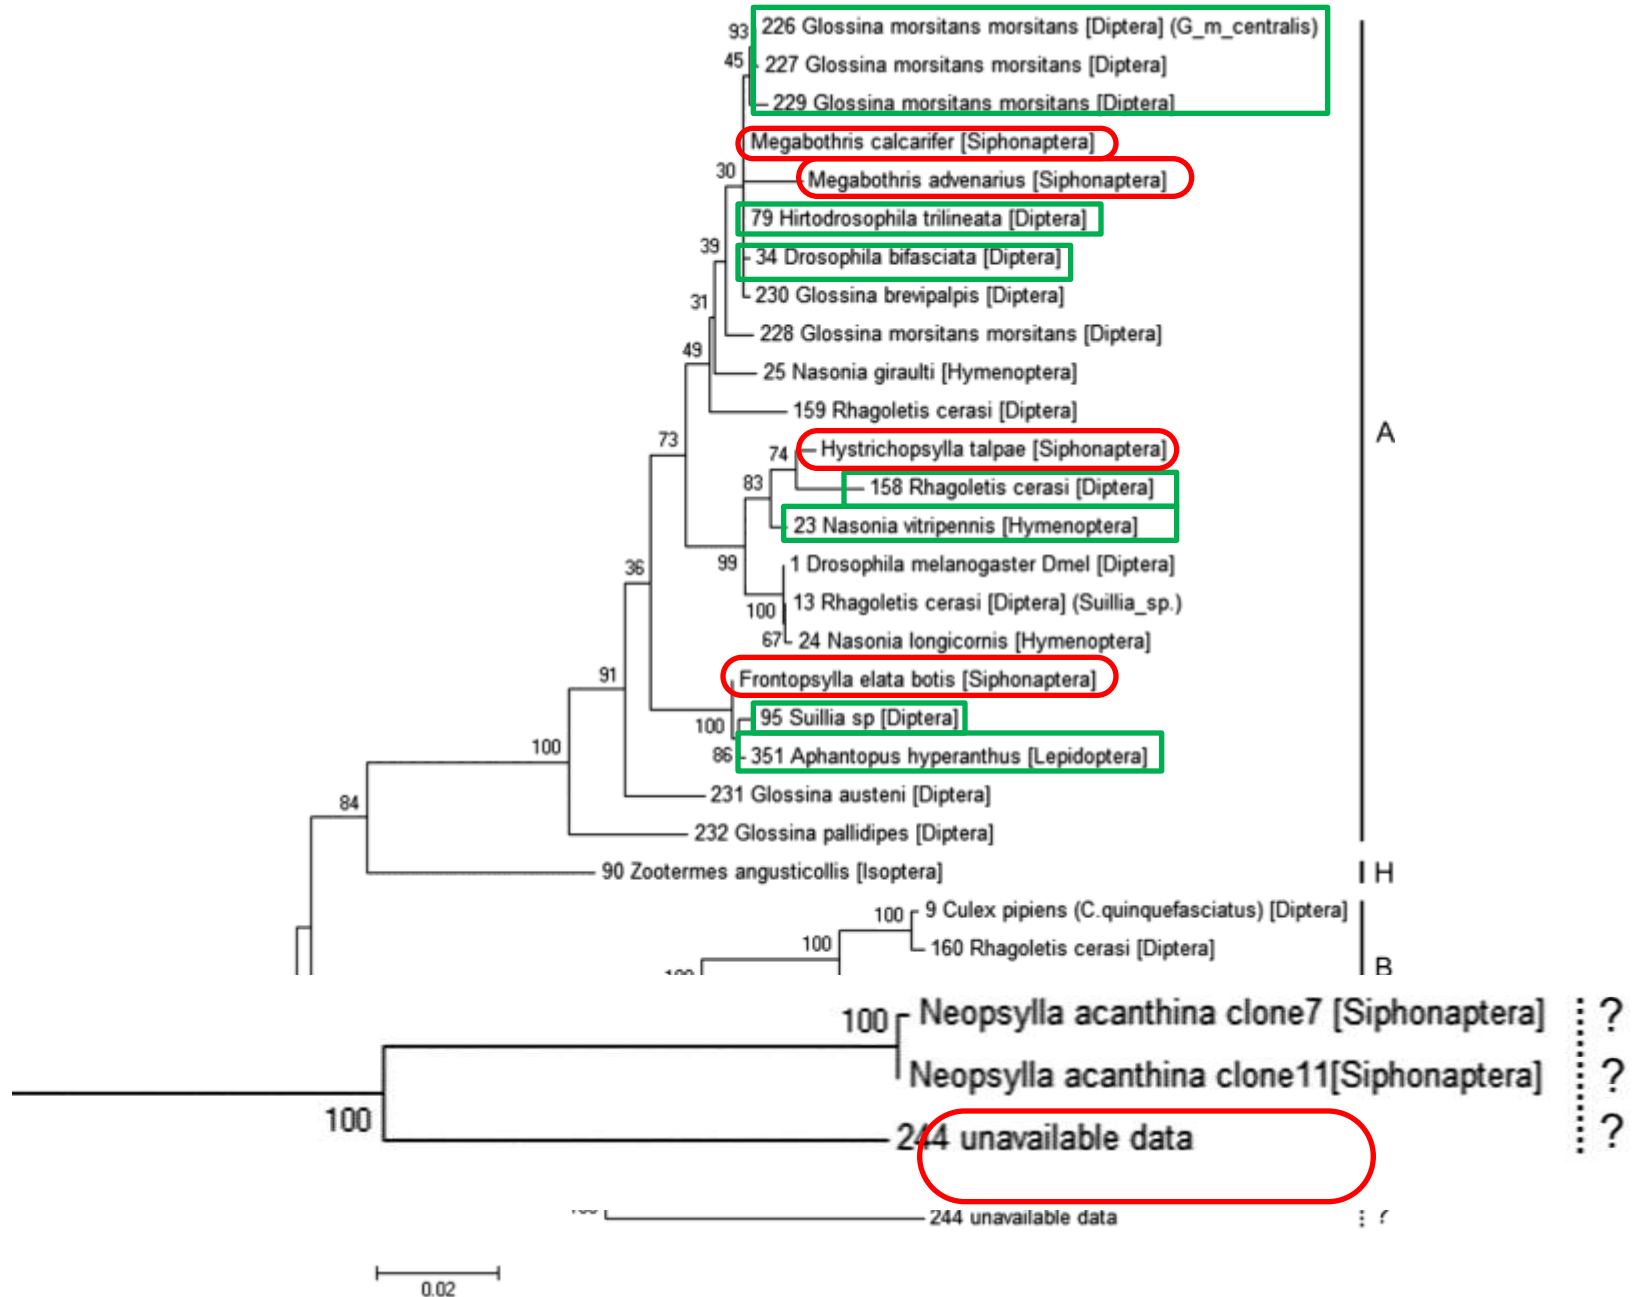 93
226 Glossina morsitans morsitans [Diptera] (G_m_centralis)
45
227 Glossina morsitans morsitans [Diptera]
229 Glossina morsitans morsitans [Diptera]
Megabothris calcarifer [Siphonaptera]
30
Megabothris advenarius [Siphonaptera]
79 Hirtodrosophila trilineata [Diptera]
39
34 Drosophila bifasciata [Diptera]
31
230 Glossina brevipalpis [Diptera]
228 Glossina morsitans morsitans [Diptera]
49
25 Nasonia giraulti [Hymenoptera]
159 Rhagoletis cerasi [Diptera]
A
73
74
Hystrichopsylla talpae [Siphonaptera]
83
158 Rhagoletis cerasi [Diptera]
23 Nasonia vitripennis [Hymenoptera]
36
99
1 Drosophila melanogaster Dmel [Diptera]
100
13 Rhagoletis cerasi [Diptera] (Suillia_sp.)
67
24 Nasonia longicornis [Hymenoptera]
91
Frontopsylla elata botis [Siphonaptera]
100
95 Suillia sp [Diptera]
100
86
351 Aphantopus hyperanthus [Lepidoptera]
231 Glossina austeni [Diptera]
84
232 Glossina pallidipes [Diptera]
90 Zootermes angusticollis [Isoptera]
H
100
9 Culex pipiens (C.quinquefasciatus) [Diptera]
100
160 Rhagoletis cerasi [Diptera]
B
100
Neopsylla acanthina clone7 [Siphonaptera]
?
Neopsylla acanthina clone11[Siphonaptera]
?
100
244 unavailable data
?
244 unavailable data
0.02